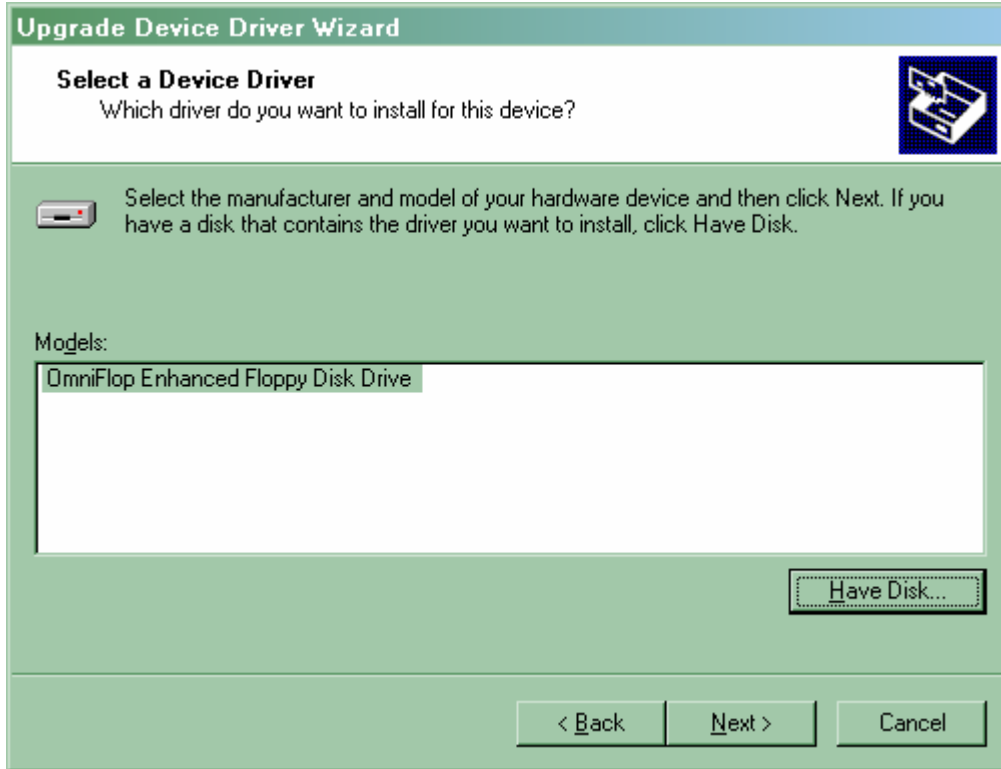 Upgrade Device Driver Wizard
Select a Device Driver
Which driver do you want to install for this device?
Select the manufacturer and model of your hardware device and then click Next. If you
have a disk that contains the driver you want to install, click Have Disk.
Models:
OmniFlop Enhanced Floppy Disk Drive
Have Disk...
< Back
Next >
Cancel